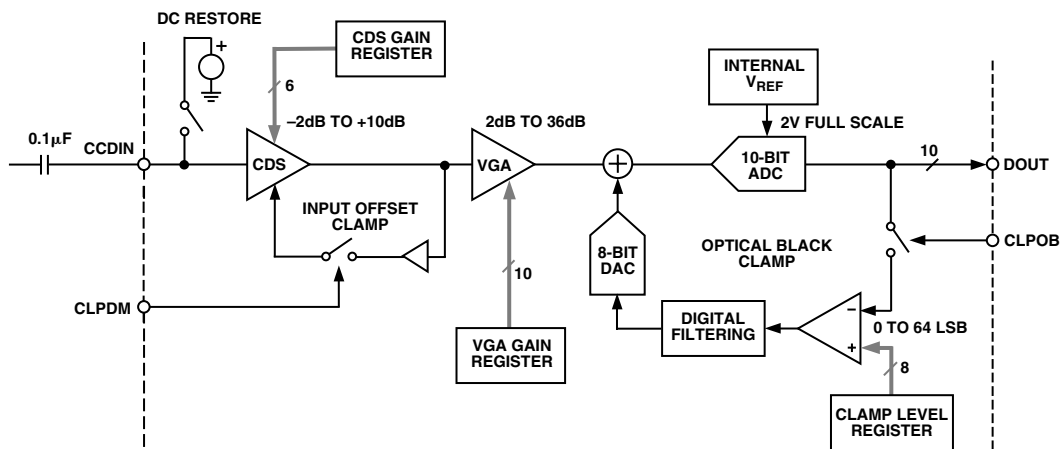 DC RESTORE
+
CDS GAIN
REGISTER
INTERNAL
VREF
6
–2dB TO +10dB
2dB TO 36dB
2V FULL SCALE
0.1μF
CCDIN
CDS
VGA
+
10-BIT
ADC
10
DOUT
INPUT OFFSET
CLAMP
8-BIT
DAC
OPTICAL BLACK
CLAMP
CLPOB
10
CLPDM
DIGITAL
FILTERING
–
+
0 TO 64 LSB
VGA GAIN
REGISTER
8
CLAMP LEVEL
REGISTER